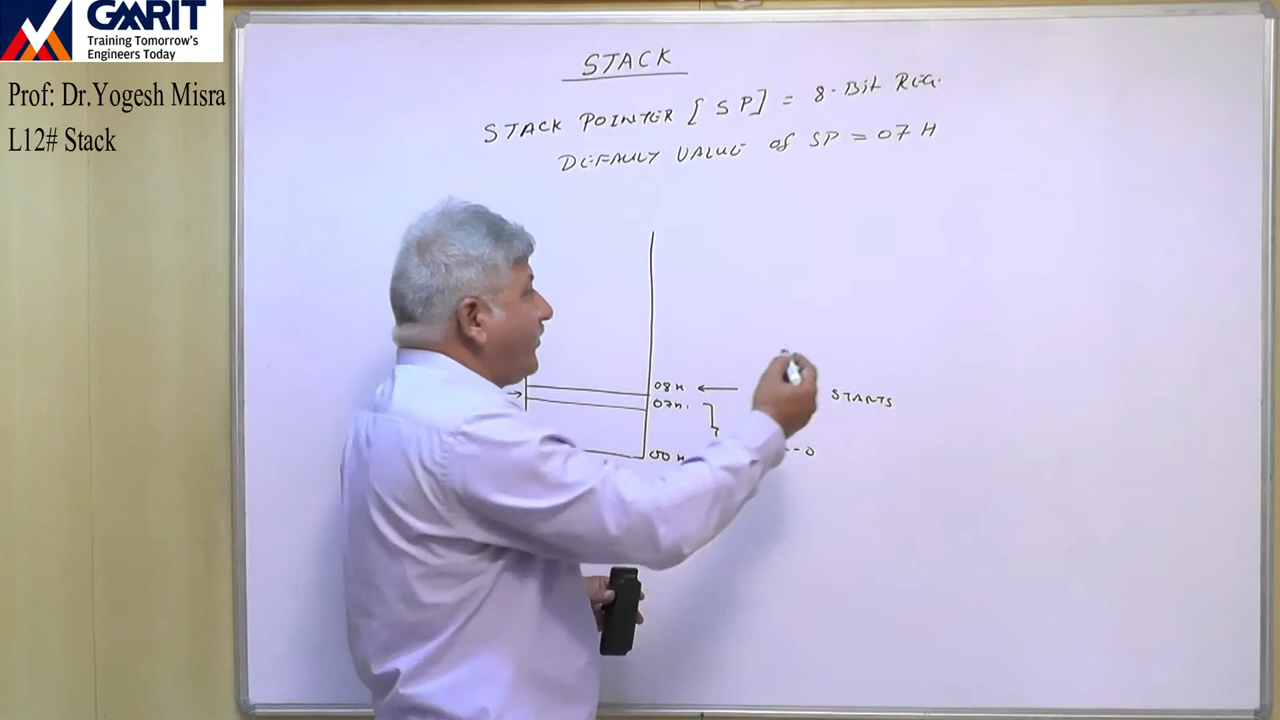 GMRIT
Training Tomorrow's
Engineers Today
Prof: Dr.Yogesh Misra
L12# Stack
STACK
STACK POINTER [SP] = 8-Bit REG.
DEFAULT VALUE of SP = 07 H
08 H
STARTS
07 H.
00 H